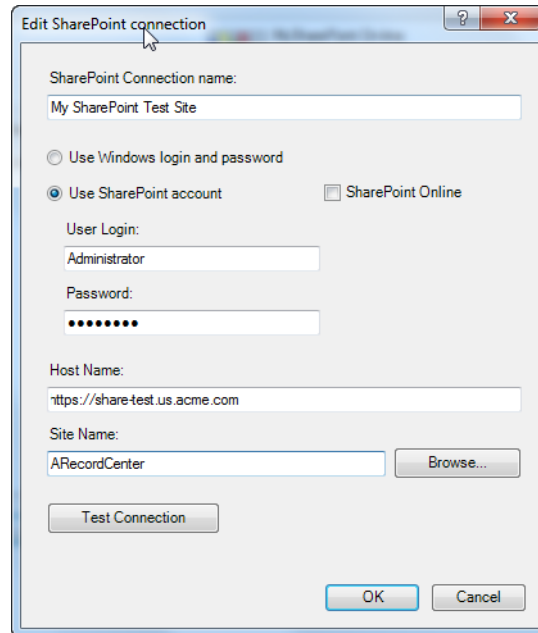 Edit SharePoint connection
?
SharePoint Connection name:
My SharePoint Test Site
Use Windows login and password
Use SharePoint account
SharePoint Online
User Login:
Administrator
Password:
●●●●●●●●
Host Name:
https://share-test.us.acme.com
Site Name:
ARecordCenter
Browse...
Test Connection
OK
Cancel